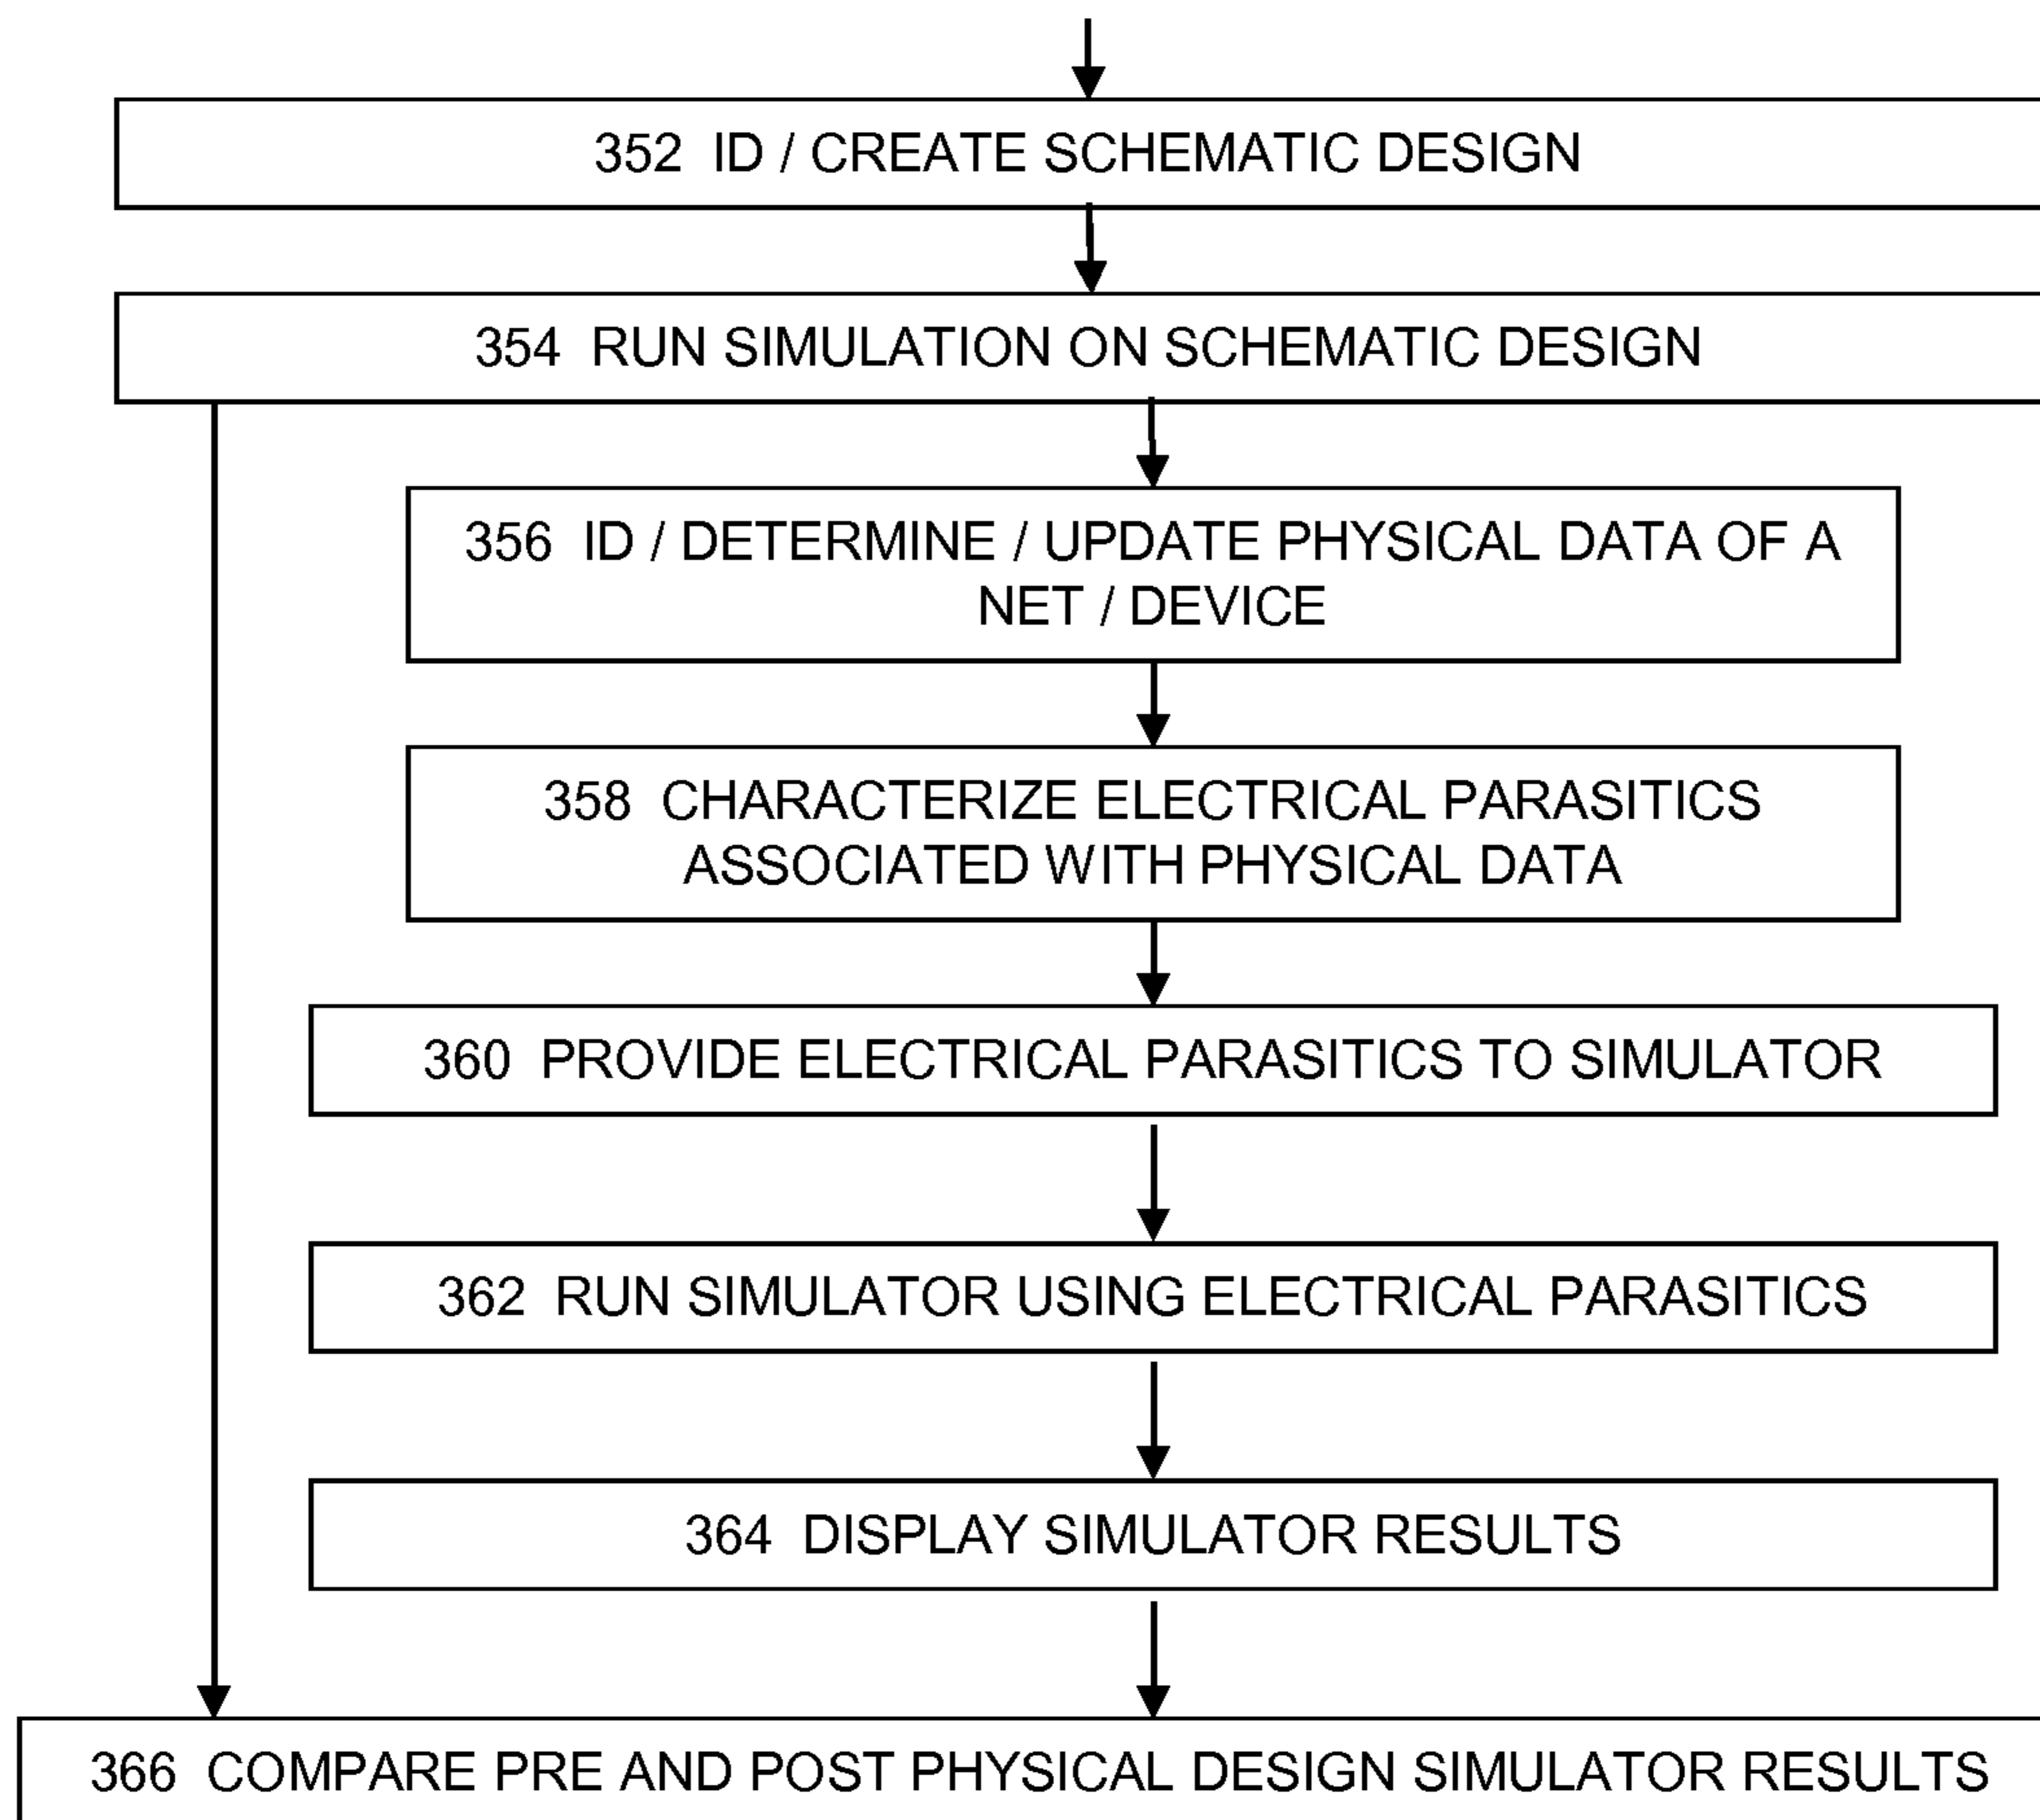 352 ID / CREATE SCHEMATIC DESIGN
354 RUN SIMULATION ON SCHEMATIC DESIGN
356 ID / DETERMINE / UPDATE PHYSICAL DATA OF A
NET / DEVICE
358 CHARACTERIZE ELECTRICAL PARASITICS
ASSOCIATED WITH PHYSICAL DATA
360 PROVIDE ELECTRICAL PARASITICS TO SIMULATOR
362 RUN SIMULATOR USING ELECTRICAL PARASITICS
364 DISPLAY SIMULATOR RESULTS
366 COMPARE PRE AND POST PHYSICAL DESIGN SIMULATOR RESULTS